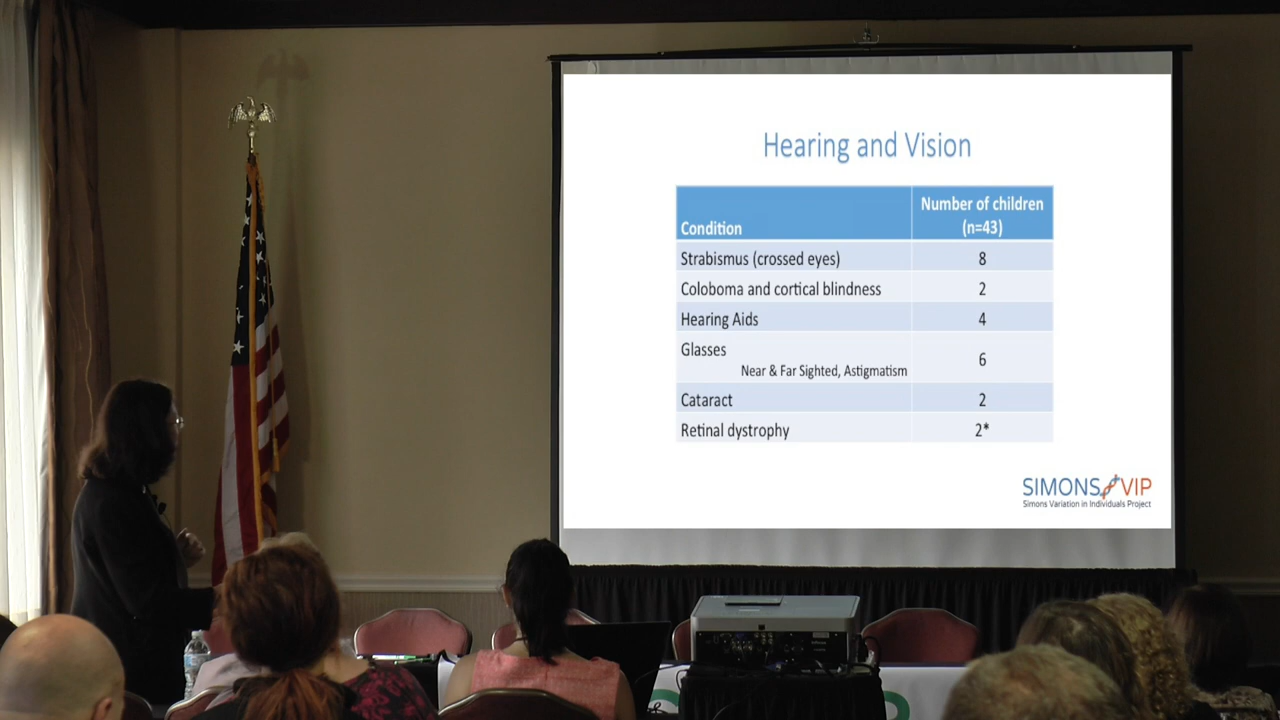 Hearing and Vision
Condition
Number of children
(n=43)
Strabismus (crossed eyes) 8
Coloboma and cortical blindness 2
Hearing Aids 4
Glasses
Near & Far Sighted, Astigmatism 6
Cataract 2
Retinal dystrophy 2*
SIMONS VIP
Simons Variation in Individuals Project